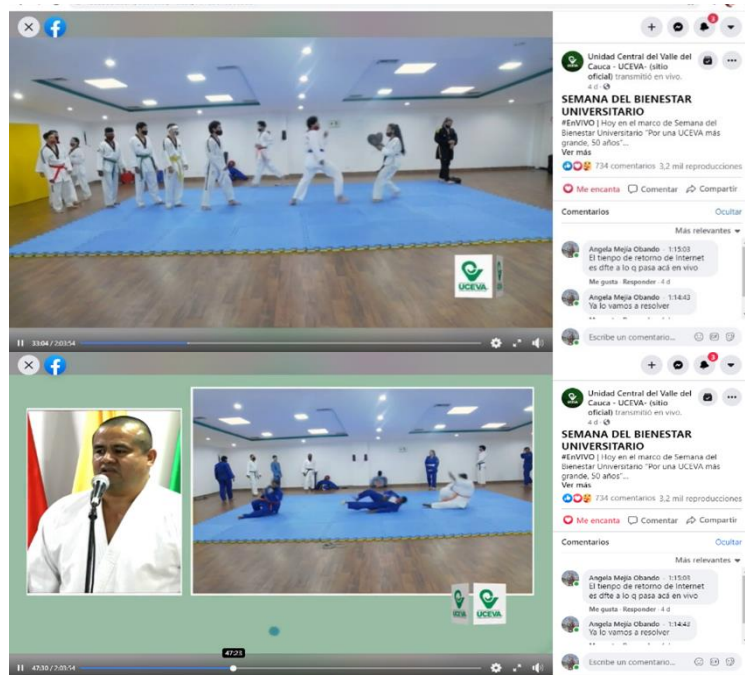 3
Unidad Central del Valle del
Cauca - UCEVA- (sitio
oficial) transmitió en vivo.
4 d ·
SEMANA DEL BIENESTAR
UNIVERSITARIO
#EnVIVO | Hoy en el marco de Semana del
Bienestar Universitario "Por una UCEVA más
grande, 50 años"...
Ver más
734 comentarios 3,2 mil reproducciones
Me encanta Comentar Compartir
Comentarios Ocultar
Más relevantes
Angela Mejía Obando · 1:15:03
El tienpo de retorno de Internet
es dfte a lo q pasa acá en vivo
Me gusta · Responder · 4 d
Angela Mejía Obando · 1:14:42
Ya lo vamos a resolver
Escribe un comentario...
UCEVA
33:04 / 2:03:54
3
Unidad Central del Valle del
Cauca - UCEVA- (sitio
oficial) transmitió en vivo.
4 d ·
SEMANA DEL BIENESTAR
UNIVERSITARIO
#EnVIVO | Hoy en el marco de Semana del
Bienestar Universitario "Por una UCEVA más
grande, 50 años"...
Ver más
734 comentarios 3,2 mil reproducciones
Me encanta Comentar Compartir
Comentarios Ocultar
Más relevantes
Angela Mejía Obando · 1:15:03
El tienpo de retorno de Internet
es dfte a lo q pasa acá en vivo
Me gusta · Responder · 4 d
Angela Mejía Obando · 1:14:42
Ya lo vamos a resolver
Escribe un comentario...
UCEVA UCEVA
47:23
47:30 / 2:03:54